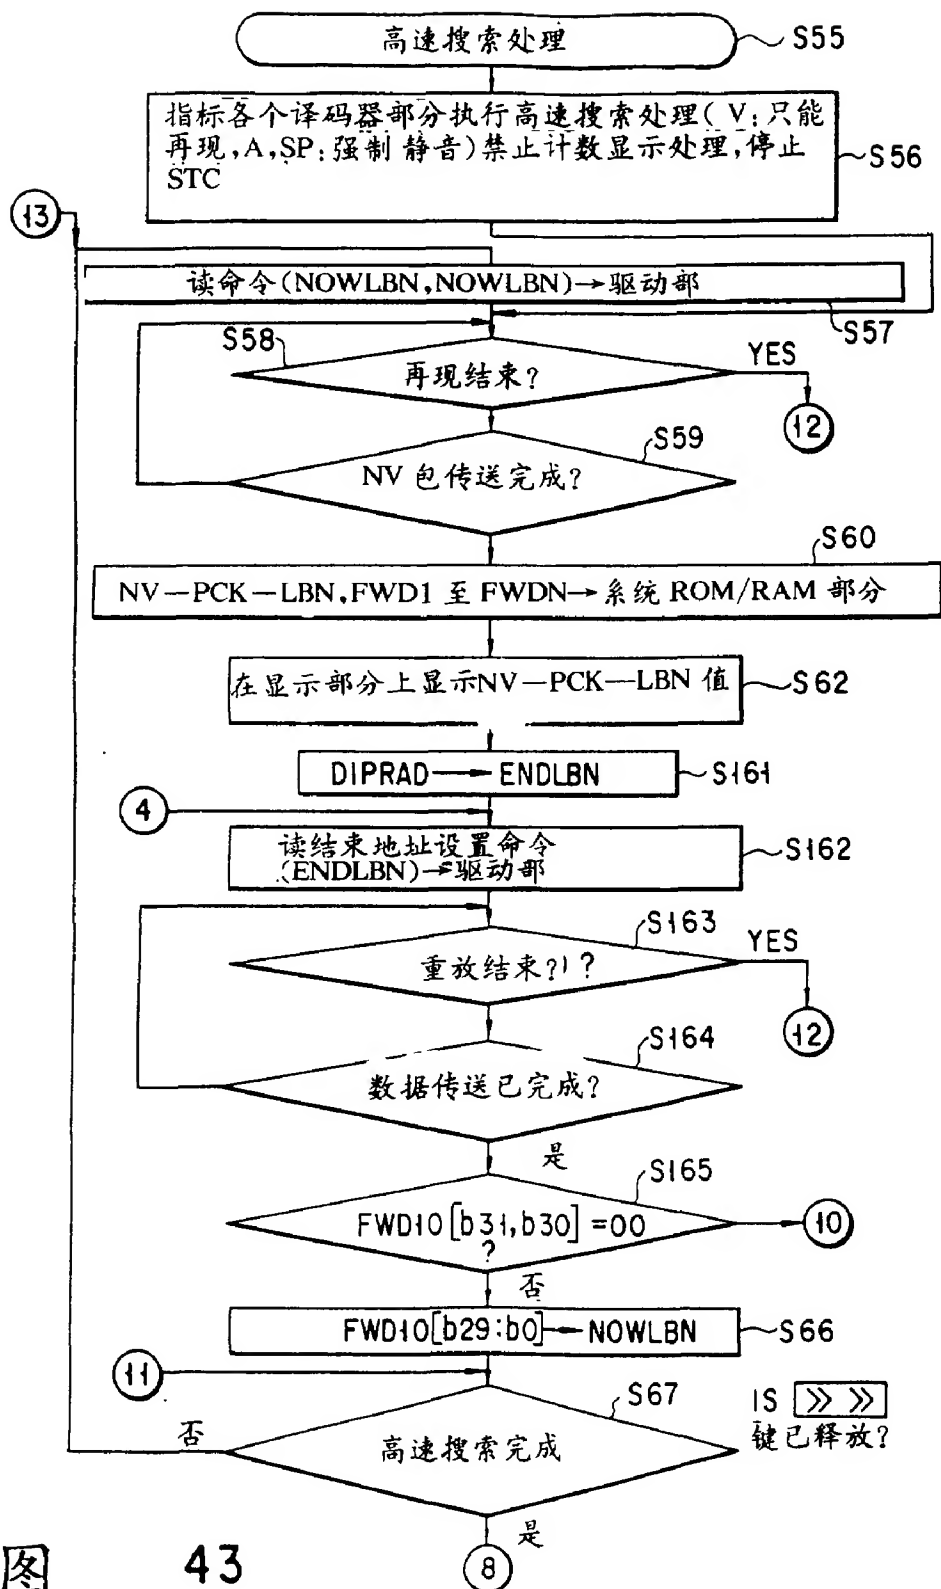 高速搜索处理
S55
指标各个译码器部分执行高速搜索处理(V:只能
再现,A,SP:强制静音)禁止计数显示处理,停止
STC
S56
13
读命令(NOWLBN,NOWLBN)→驱动部
S57
S58
再现结束?
YES
12
S59
NV 包传送完成?
S60
NV—PCK—LBN,FWD1 至 FWDN→系统 ROM/RAM 部分
在显示部分上显示NV—PCK—LBN 值
S62
DIPRAD→ENDLBN
S161
4
读结束地址设置命令
(ENDLBN)→驱动部
S162
S163
重放结束?)?
YES
12
S164
数据传送已完成?
是
S165
FWD10[b31,b30]=00
?
10
否
FWD10[b29:b0]→NOWLBN
S66
11
S67
IS >> >>
键已释放?
否
高速搜索完成
是
8
图 43